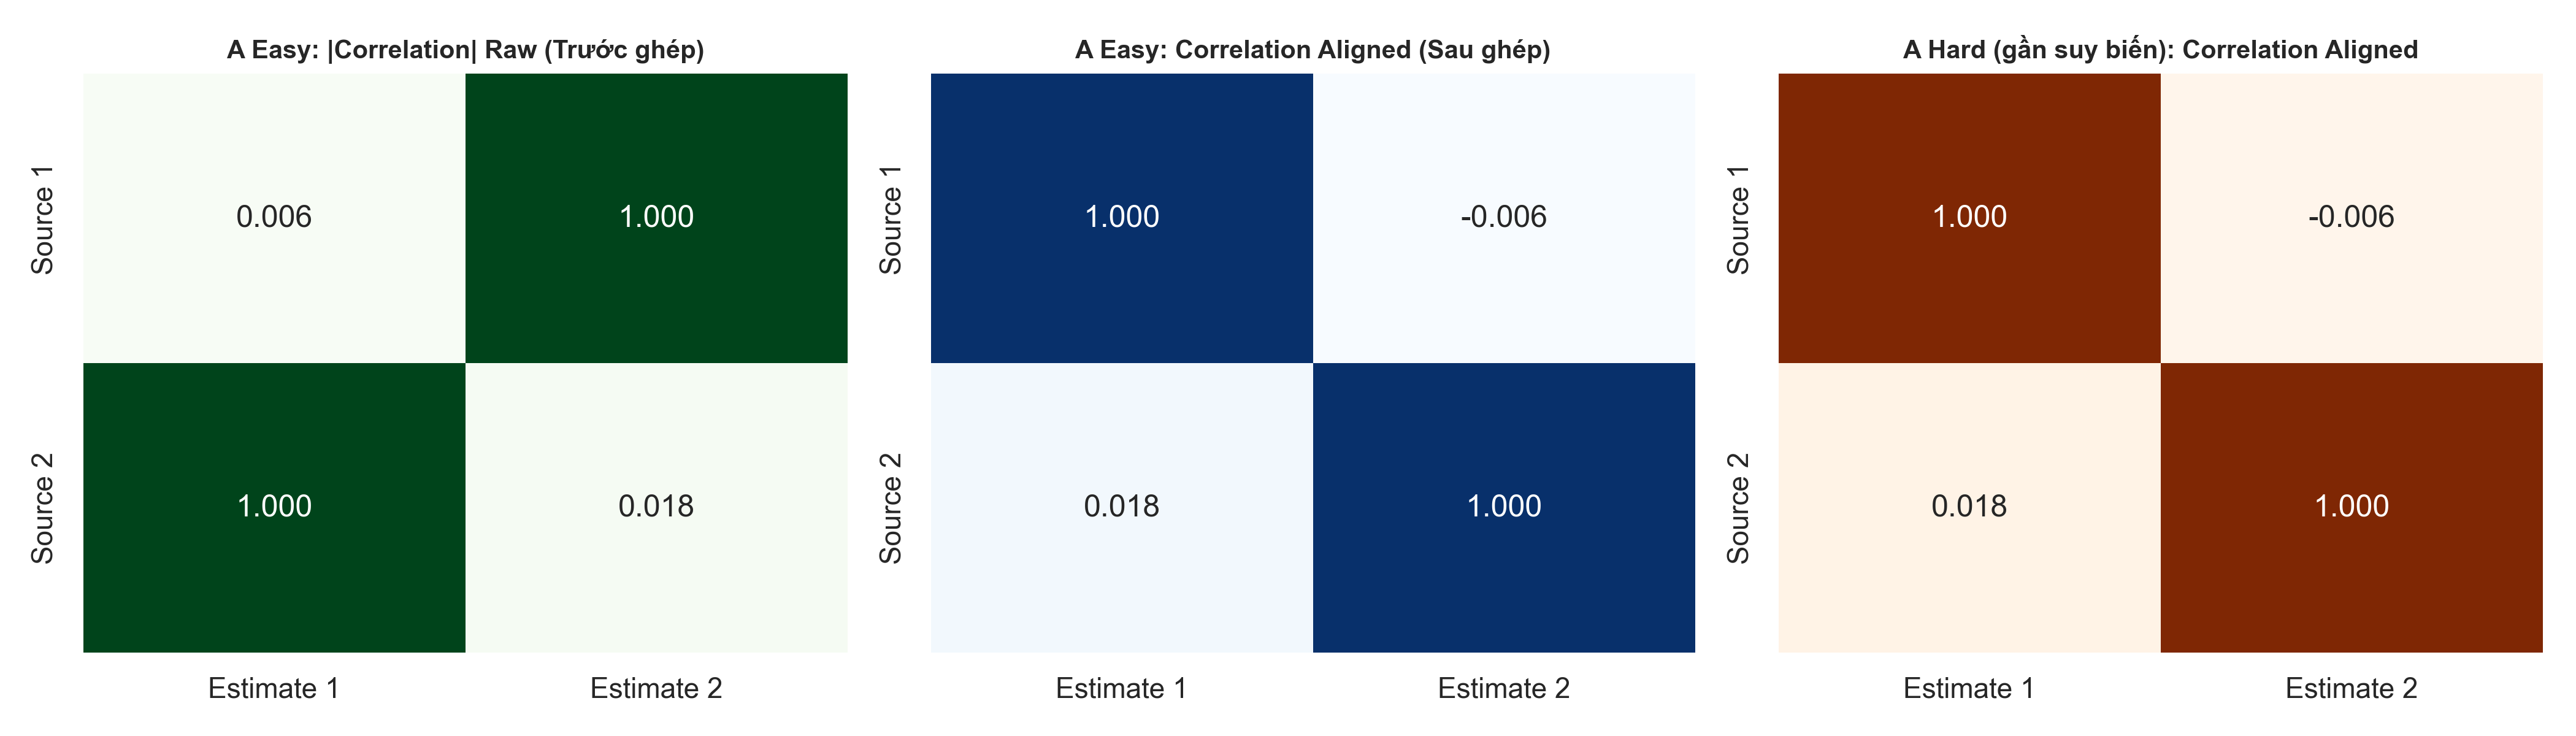 A Easy: |Correlation| Raw (Trước ghép)
Source 1
Source 2
0.006
1.000
1.000
0.018
Estimate 1
Estimate 2
A Easy: Correlation Aligned (Sau ghép)
Source 1
Source 2
1.000
-0.006
0.018
1.000
Estimate 1
Estimate 2
A Hard (gần suy biến): Correlation Aligned
Source 1
Source 2
1.000
-0.006
0.018
1.000
Estimate 1
Estimate 2